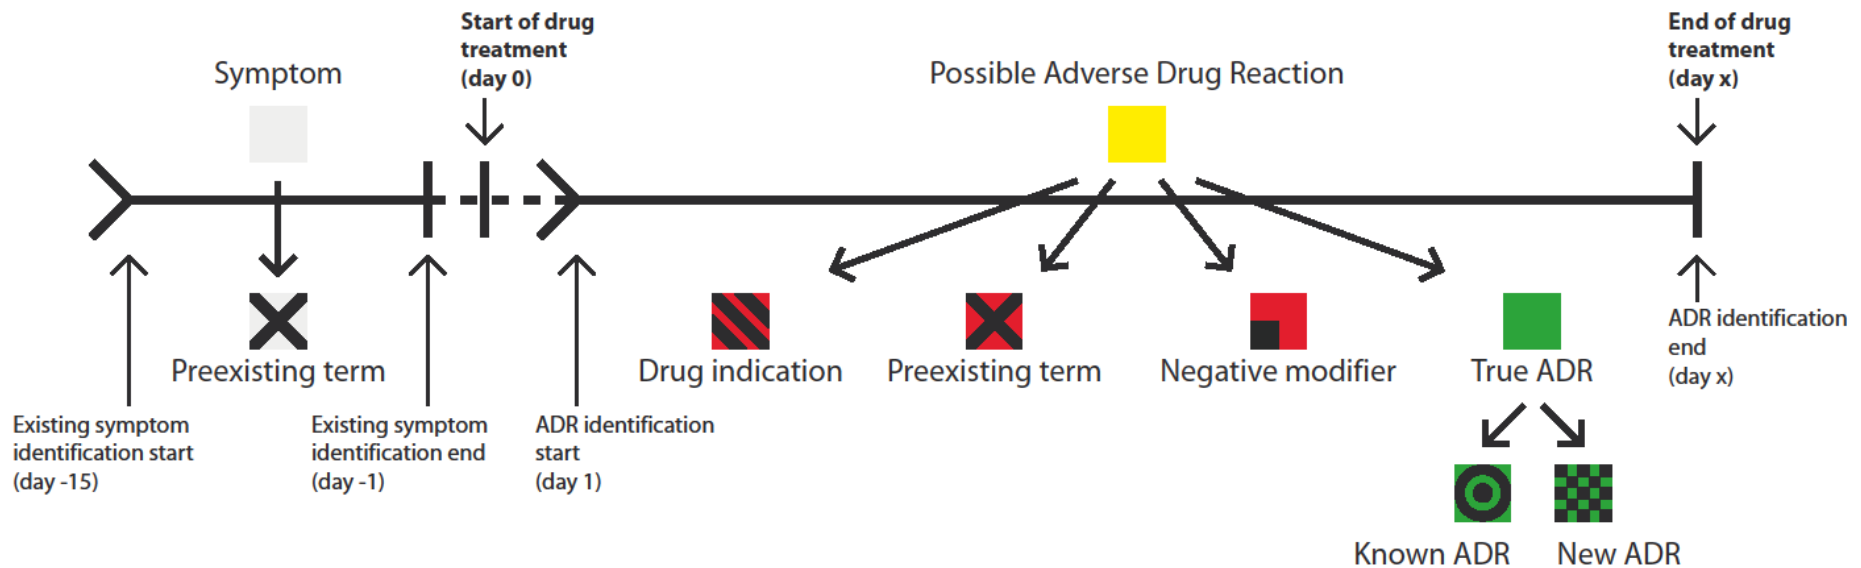 Start of drug
treatment
(day 0)
End of drug
treatment
(day x)
Symptom
Possible Adverse Drug Reaction
Preexisting term
Drug indication
Preexisting term
Negative modifier
True ADR
ADR identification
end
(day x)
Existing symptom
identification start
(day -15)
Existing symptom
identification end
(day -1)
ADR identification
start
(day 1)
Known ADR
New ADR